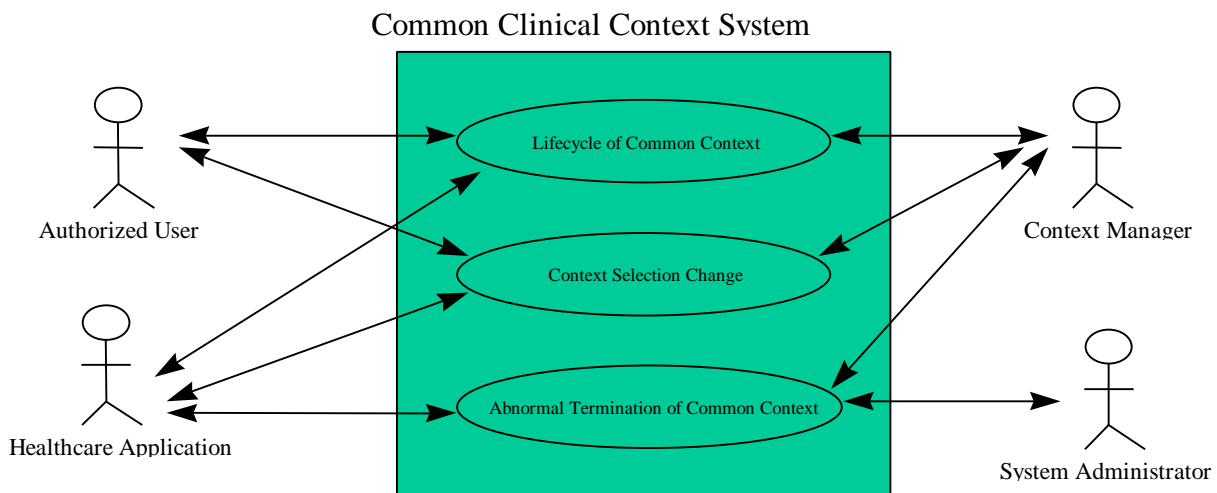 Common Clinical Context System
Lifecycle of Common Context
Authorized User
Context Manager
Context Selection Change
Abnormal Termination of Common Context
Healthcare Application
System Administrator